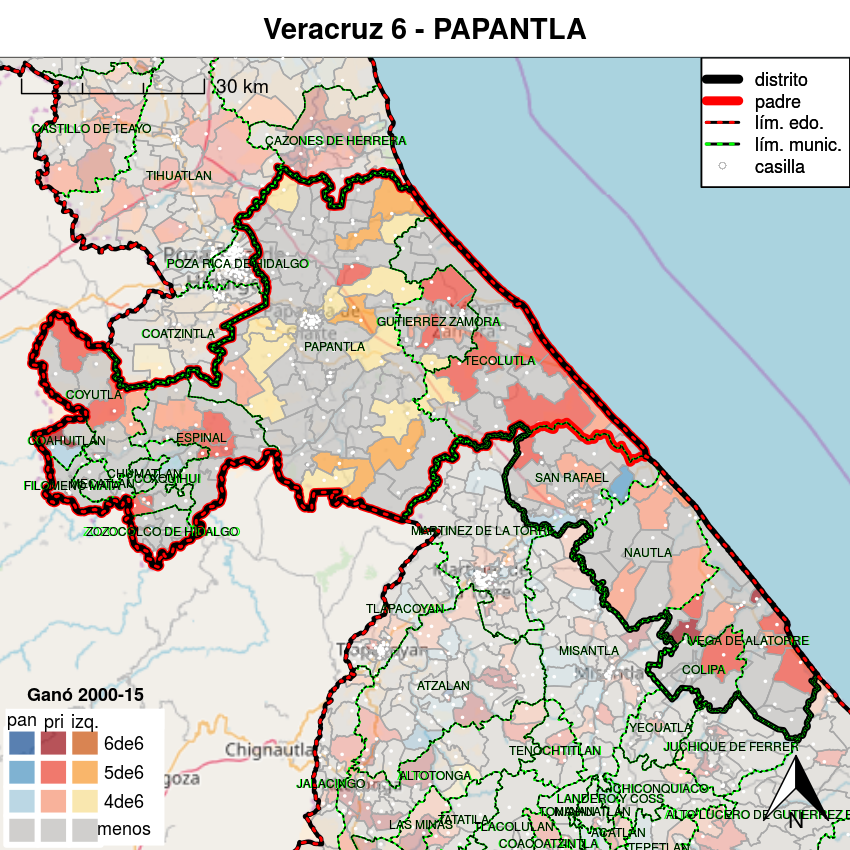 Veracruz 6 - PAPANTLA
30 km
distrito
padre
lím. edo.
lím. munic.
casilla
CASTILLO DE TEAYO
CAZONES DE HERRERA
TIHUATLAN
POZA RICA DE HIDALGO
COATZINTLA
GUTIERREZ ZAMORA
PAPANTLA
TECOLUTLA
COYUTLA
COAHUITLAN
ESPINAL
CHUMATLAN
COXQUIHUI
FILOMENO MATA
MECATLAN
ZOZOCOLCO DE HIDALGO
SAN RAFAEL
MARTINEZ DE LA TORRE
NAUTLA
TLAPACOYAN
VEGA DE ALATORRE
MISANTLA
COLIPA
ATZALAN
YECUATLA
JUCHIQUE DE FERRER
TENOCHTITLAN
Chignautla
goza
ALTOTONGA
JALACINGO
CHICONQUIACO
LANDERO Y COSS
ALTO LUCERO DE GUTIERREZ B
TATATILA
LAS MINAS
TLACOLULAN
ACATLAN
COACOATZINTLA
TEPETLAN
Ganó 2000-15
pan pri izq.
6de6
5de6
4de6
menos
N